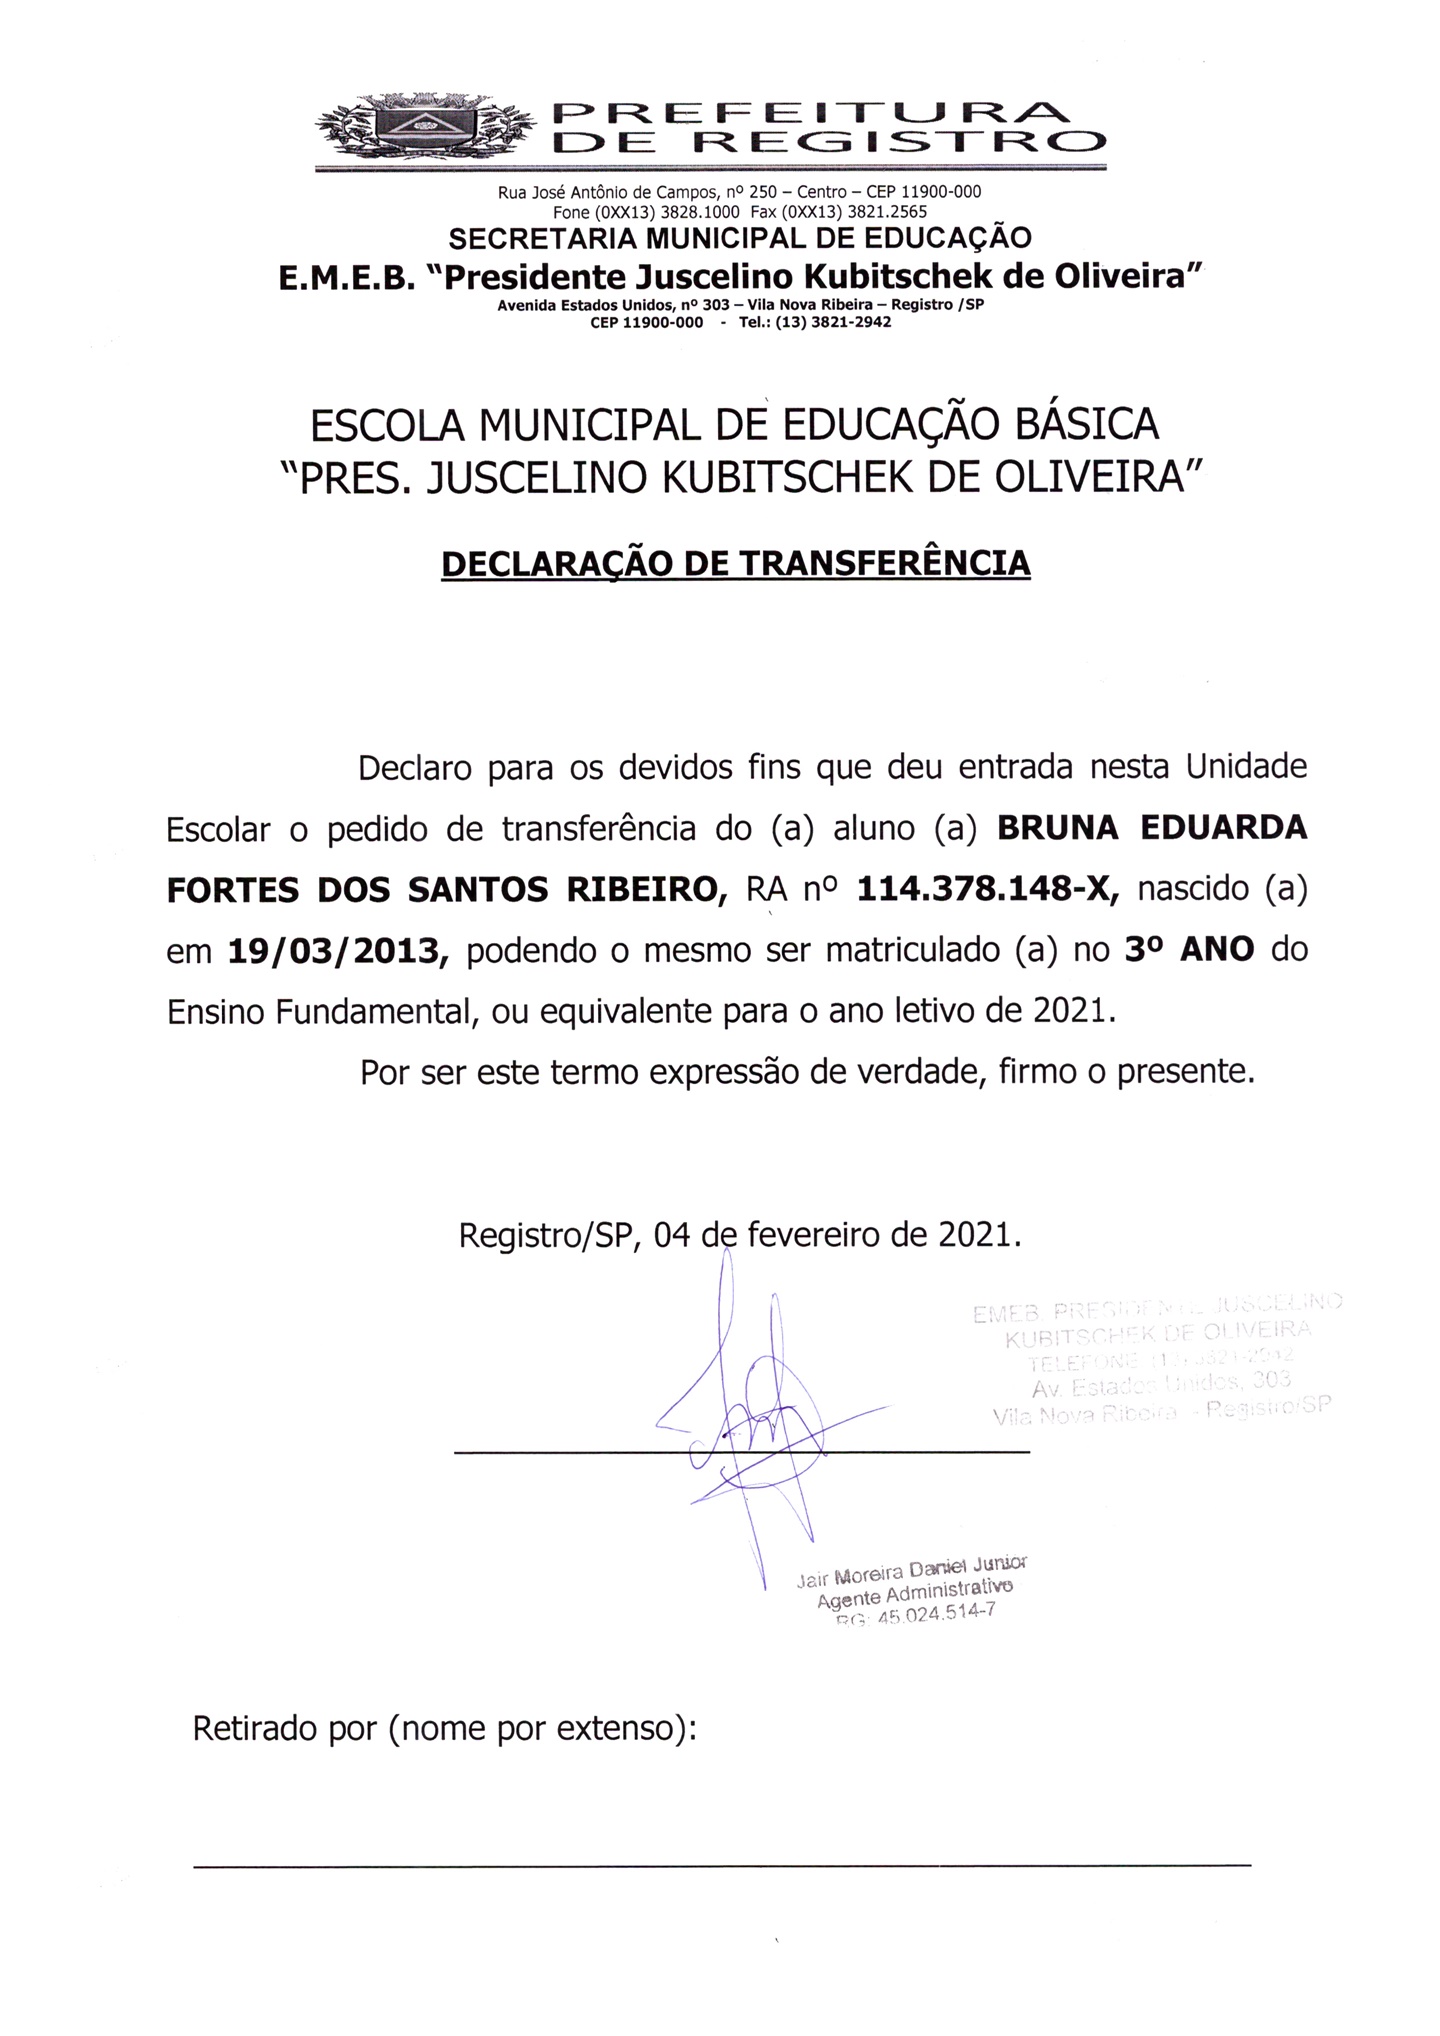 PREFEITURA
DE REGISTRO
Rua José Antônio de Campos, nº 250 – Centro – CEP 11900-000
Fone (0XX13) 3828.1000 Fax (0XX13) 3821.2565
SECRETARIA MUNICIPAL DE EDUCAÇÃO
E.M.E.B. “Presidente Juscelino Kubitschek de Oliveira”
Avenida Estados Unidos, nº 303 – Vila Nova Ribeira – Registro /SP
CEP 11900-000 - Tel.: (13) 3821-2942
ESCOLA MUNICIPAL DE EDUCAÇÃO BÁSICA
“PRES. JUSCELINO KUBITSCHEK DE OLIVEIRA”
DECLARAÇÃO DE TRANSFERÊNCIA
Declaro para os devidos fins que deu entrada nesta Unidade
Escolar o pedido de transferência do (a) aluno (a) BRUNA EDUARDA
FORTES DOS SANTOS RIBEIRO, RA nº 114.378.148-X, nascido (a)
em 19/03/2013, podendo o mesmo ser matriculado (a) no 3º ANO do
Ensino Fundamental, ou equivalente para o ano letivo de 2021.
Por ser este termo expressão de verdade, firmo o presente.
Registro/SP, 04 de fevereiro de 2021.
EMEB PRESIDENTE JUSCELINO
KUBITSCHEK DE OLIVEIRA
TELEFONE (13) 3821-2942
Av. Estados Unidos, 303
Vila Nova Ribeira - Registro/SP
Jair Moreira Daniel Junior
Agente Administrativo
RG: 45.024.514-7
Retirado por (nome por extenso):